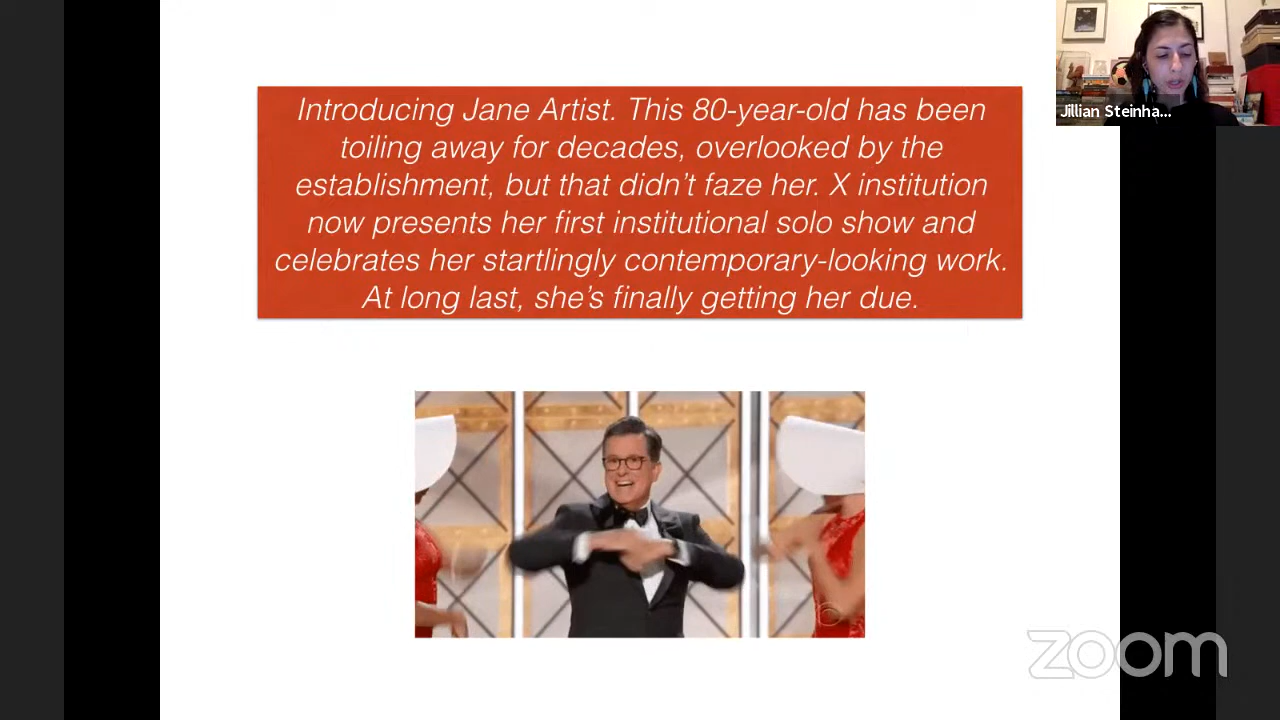 Introducing Jane Artist. This 80-year-old has been
toiling away for decades, overlooked by the
establishment, but that didn't faze her. X institution
now presents her first institutional solo show and
celebrates her startlingly contemporary-looking work.
At long last, she's finally getting her due.
Jillian Steinha...
zoom